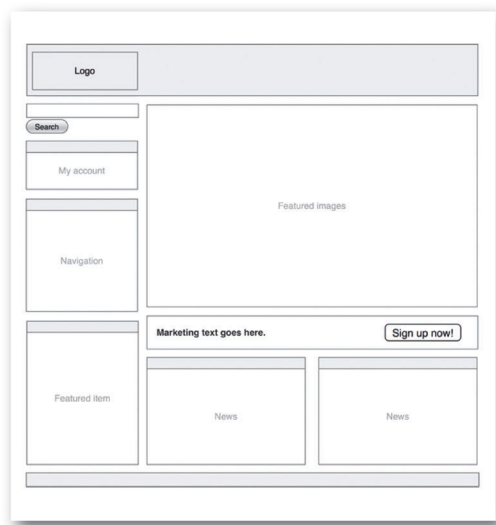 Logo
Search
My account
Featured images
Navigation
Marketing text goes here.
Sign up now!
Featured item
News
News